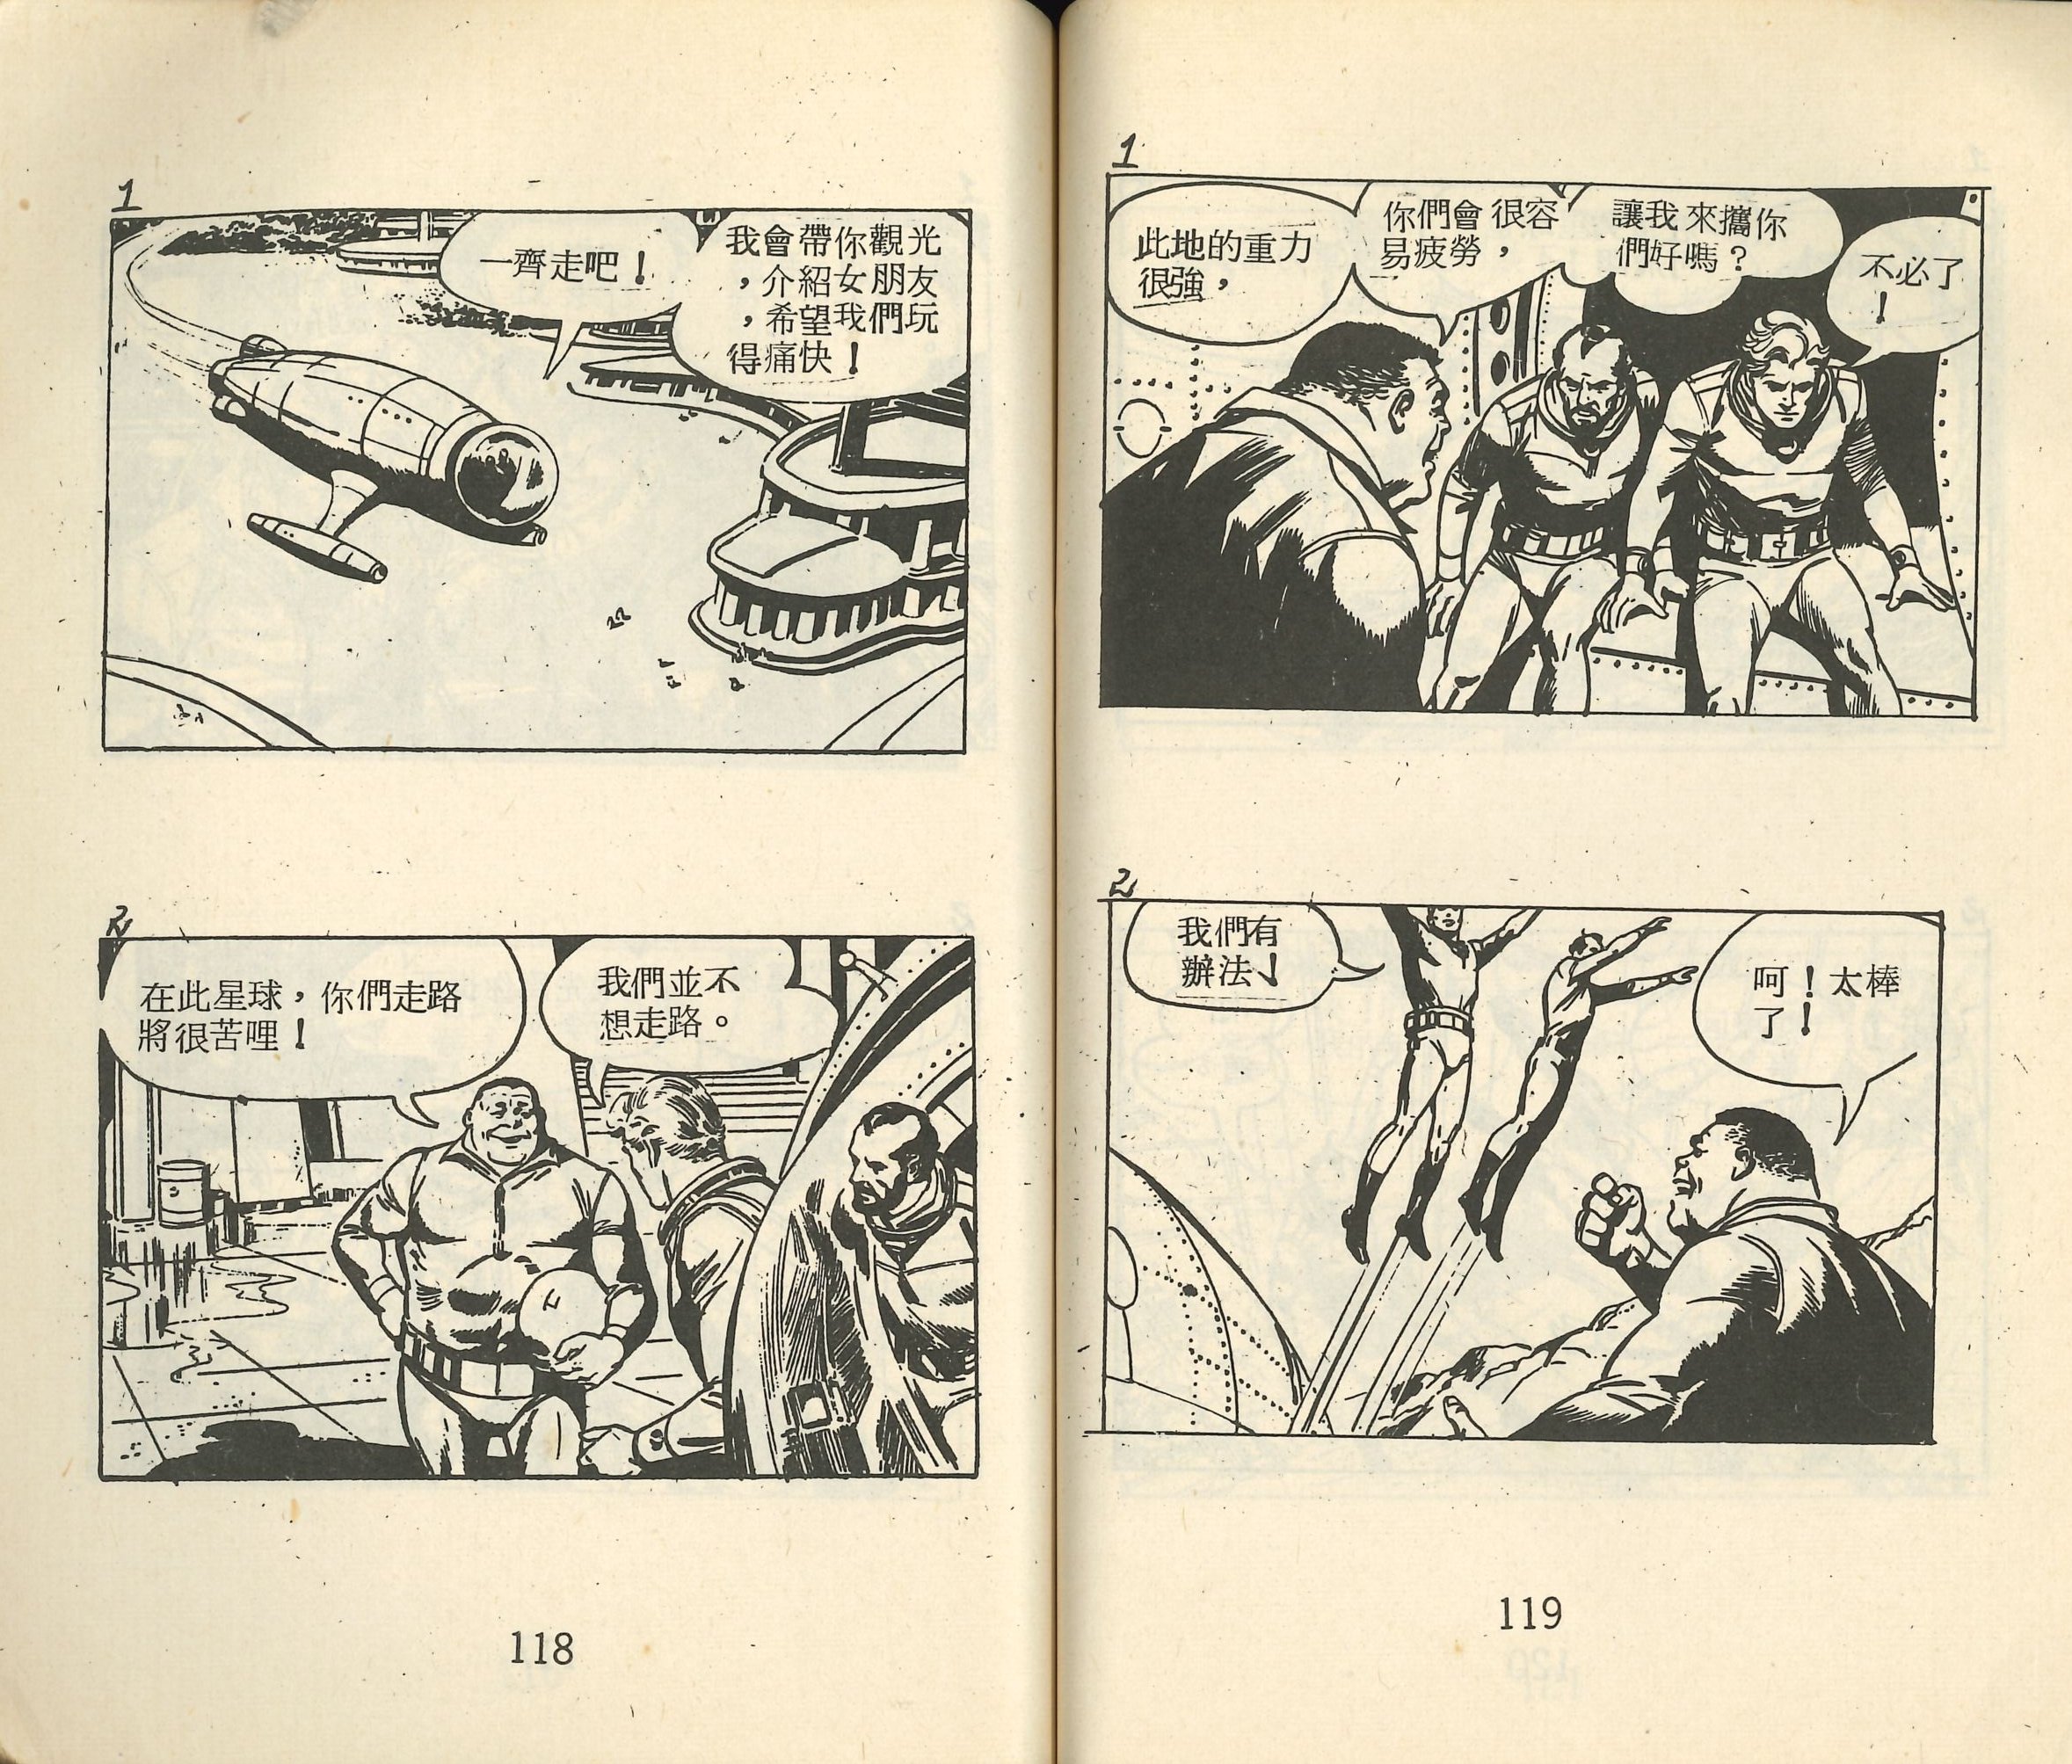 1
一齊走吧！
我會帶你觀光
，介紹女朋友
，希望我們玩
得痛快！
2
在此星球，你們走路
將很苦哩！
我們並不
想走路。
118
1
此地的重力
很強，
你們會很容
易疲勞，
讓我來攜你
們好嗎？
不必了
！
2
我們有
辦法！
呵！太棒
了！
119